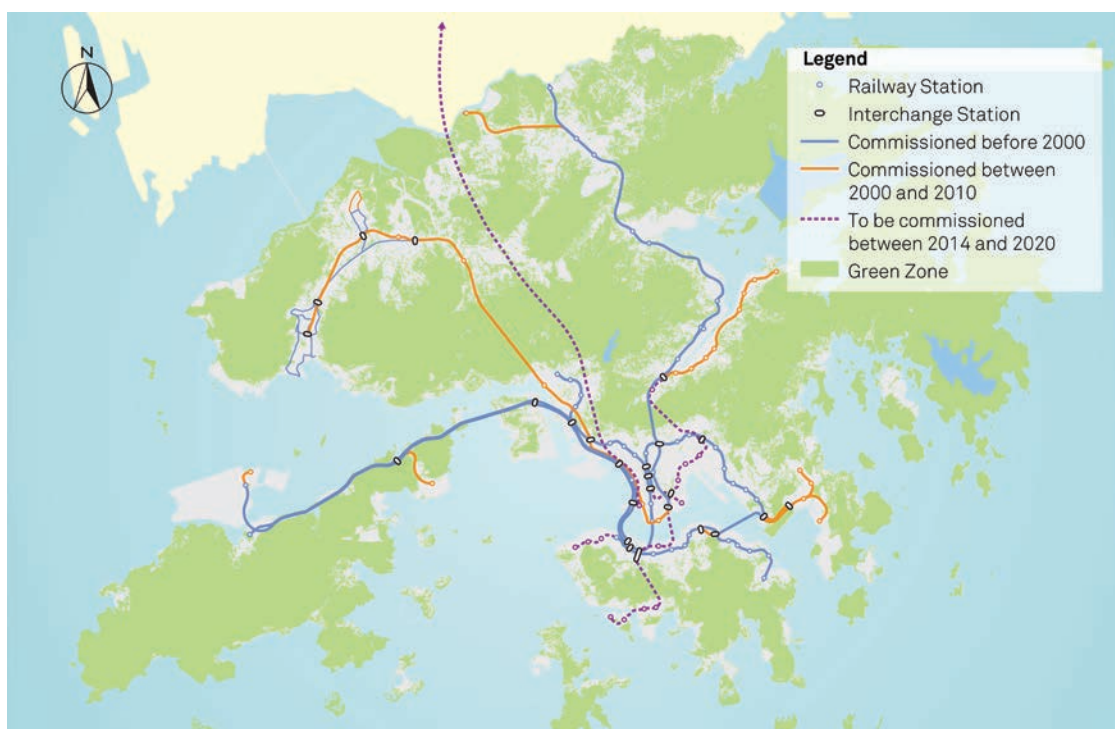 N
Legend
Railway Station
Interchange Station
Commissioned before 2000
Commissioned between
2000 and 2010
To be commissioned
between 2014 and 2020
Green Zone